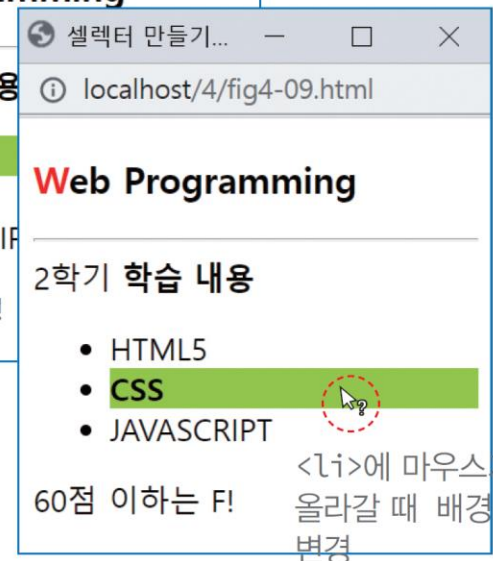 셀렉터 만들기...
localhost/4/fig4-09.html
Web Programming
2학기 학습 내용
HTML5
CSS
JAVASCRIPT
60점 이하는 F!
<li>에 마우스
올라갈 때 배경
변경